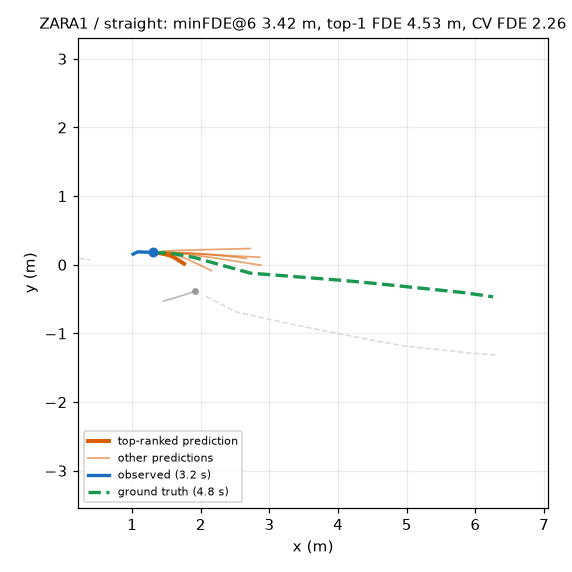 ZARA1 / straight: minFDE@6 3.42 m, top-1 FDE 4.53 m, CV FDE 2.26
3
2
1
0
−1
−2
−3
y (m)
top-ranked prediction
other predictions
observed (3.2 s)
ground truth (4.8 s)
1 2 3 4 5 6 7
x (m)